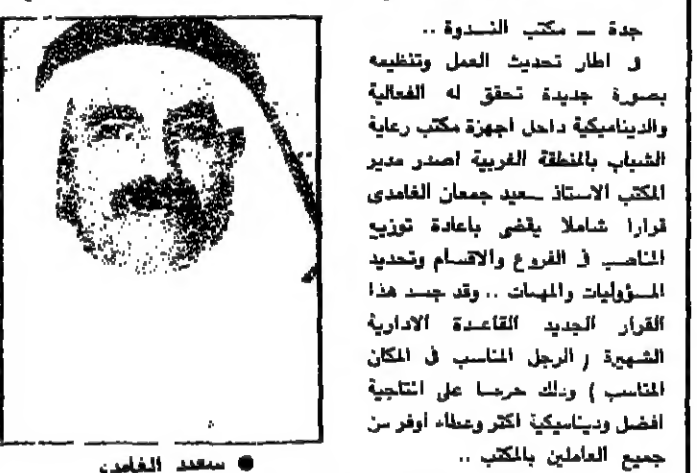 جدة — مكتب النـدوة ..
في اطار تحديث العمل وتنظيمه
بصورة جديدة تحقق له الفعالية
والديناميكية داخل اجهزة مكتب رعاية
الشباب بالمنطقة الغربية اصدر مدير
المكتب الاستاذ سعيد جمعان الغامدى
قرارا شاملا يقضى باعادة توزيع
المناصب في الفروع والاقسام وتحديد
المسؤوليات والمهمات .. وقد جسد هذا
القرار الجديد القاعدة الادارية
الشهيرة ( الرجل المناسب في المكان
المناسب ) وذلك حرصا على انتاجية
افضل وديناميكية اكثر وعطاء اوفر من
جميع العاملين بالمكتب ..
● سعيد الغامدى